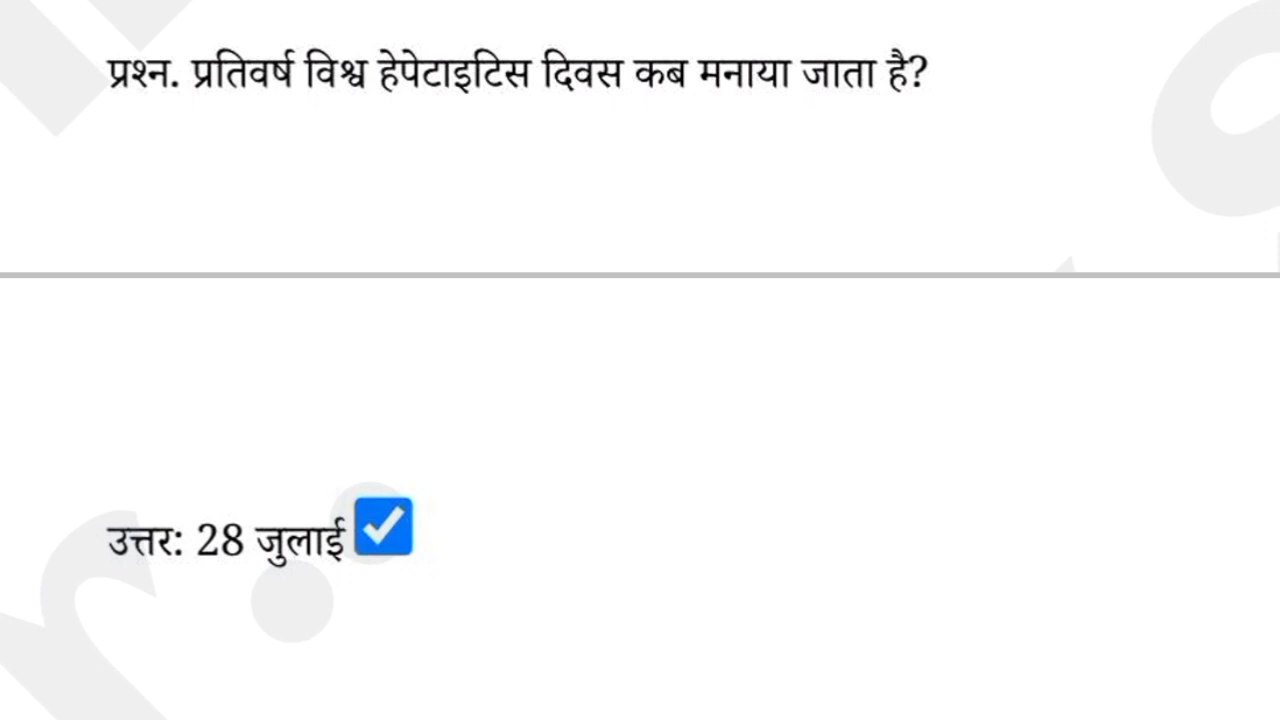 प्रश्न. प्रतिवर्ष विश्व हेपेटाइटिस दिवस कब मनाया जाता है?
उत्तर: 28 जुलाई ✅